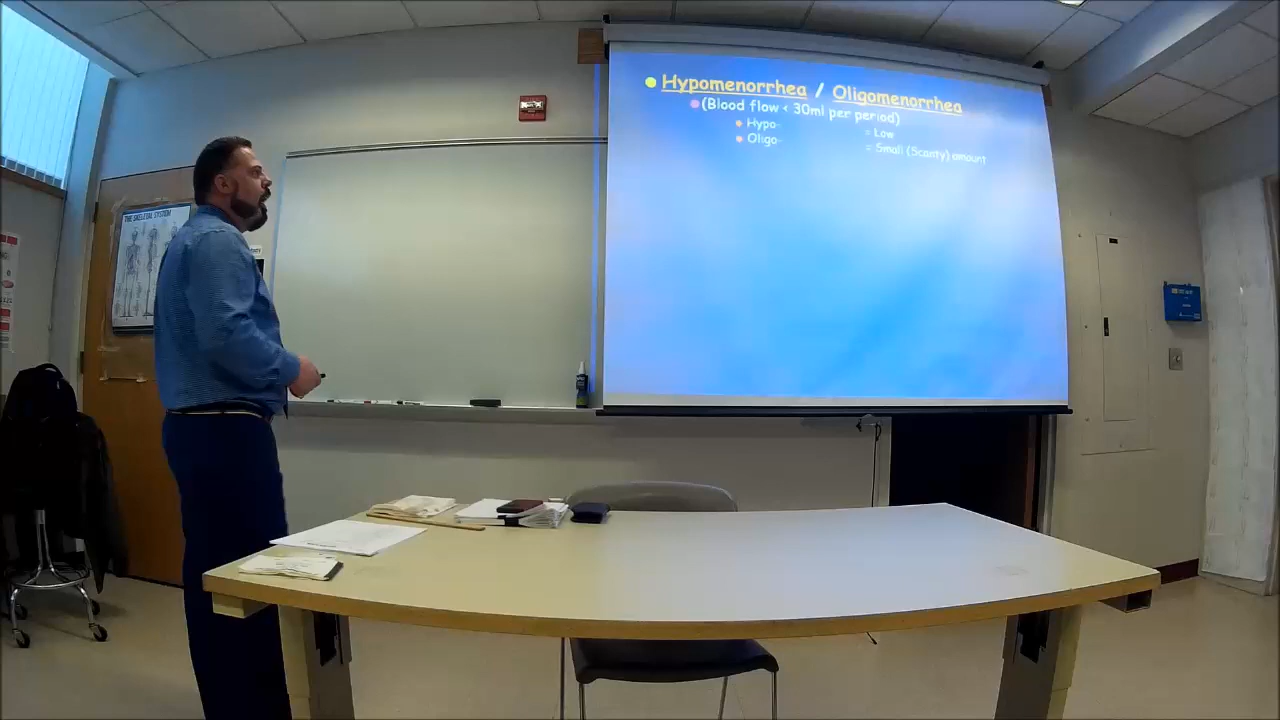 Hypomenorrhea / Oligomenorrhea
(Blood flow < 30ml per period)
Hypo- = Low
Oligo- = Small (Scanty) amount
THE SKELETAL SYSTEM